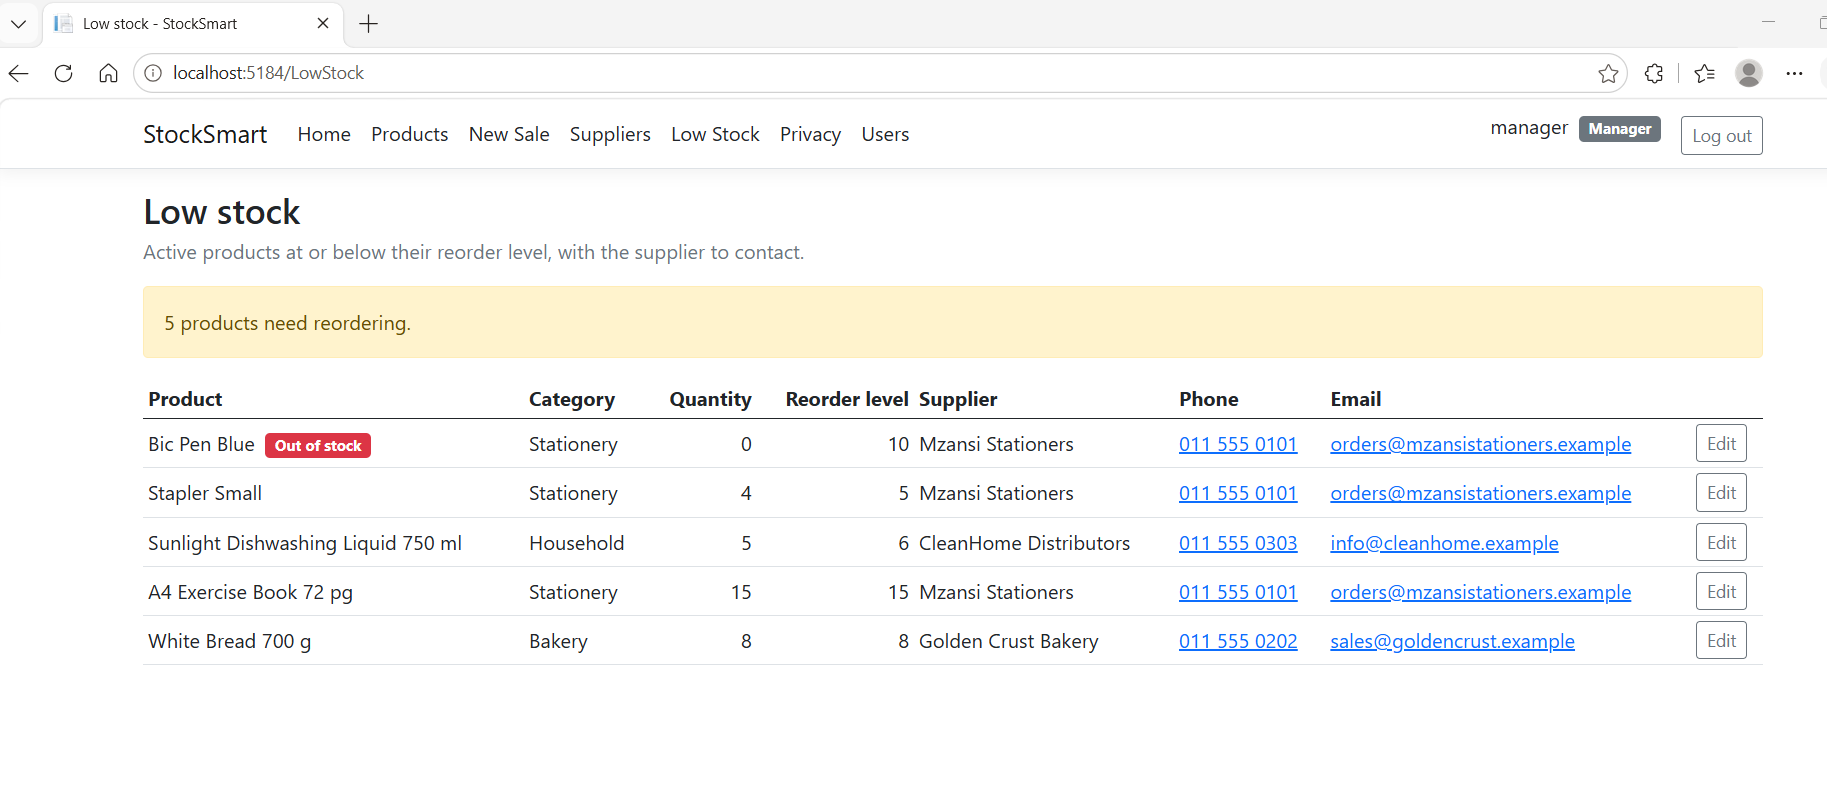 Low stock - StockSmart
localhost:5184/LowStock
StockSmart Home Products New Sale Suppliers Low Stock Privacy Users manager Manager Log out
Low stock
Active products at or below their reorder level, with the supplier to contact.
5 products need reordering.
Product Category Quantity Reorder level Supplier Phone Email
Bic Pen Blue Out of stock Stationery 0 10 Mzansi Stationers 011 555 0101 orders@mzansistationers.example Edit
Stapler Small Stationery 4 5 Mzansi Stationers 011 555 0101 orders@mzansistationers.example Edit
Sunlight Dishwashing Liquid 750 ml Household 5 6 CleanHome Distributors 011 555 0303 info@cleanhome.example Edit
A4 Exercise Book 72 pg Stationery 15 15 Mzansi Stationers 011 555 0101 orders@mzansistationers.example Edit
White Bread 700 g Bakery 8 8 Golden Crust Bakery 011 555 0202 sales@goldencrust.example Edit